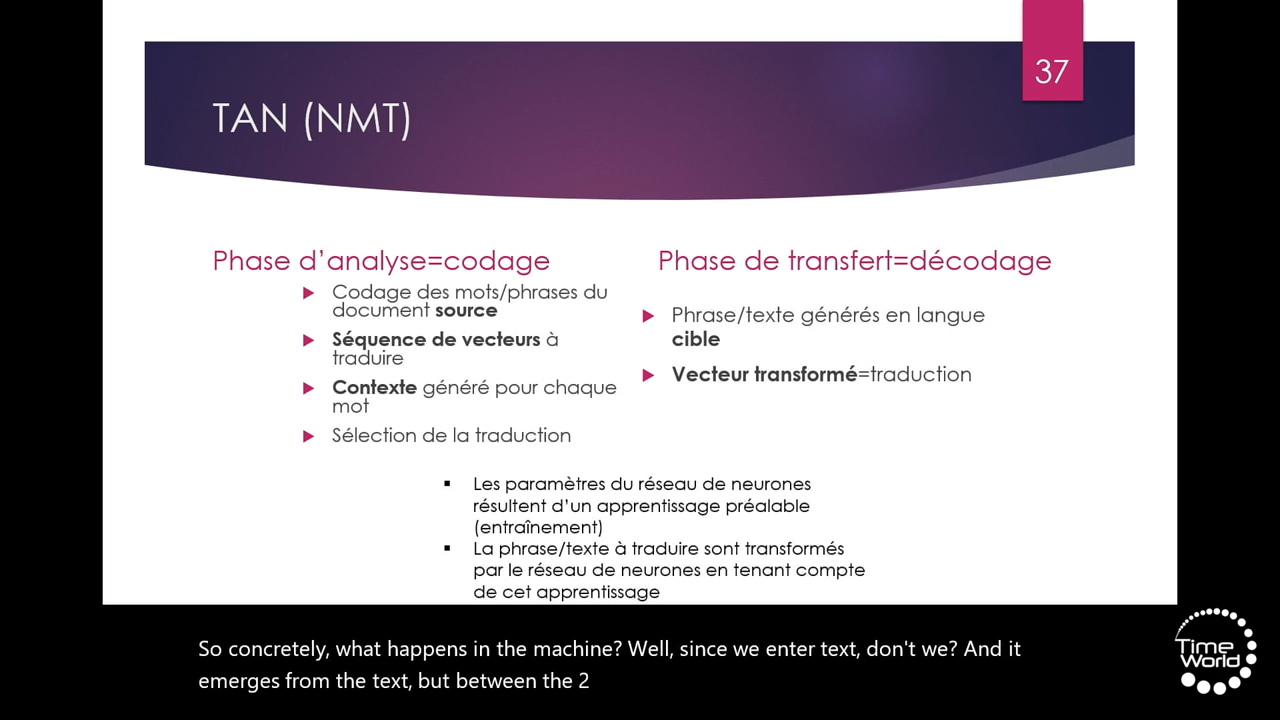 37
TAN (NMT)
Phase d’analyse=codage
Codage des mots/phrases du
document source
Séquence de vecteurs à
traduire
Contexte généré pour chaque
mot
Sélection de la traduction
Phase de transfert=décodage
Phrase/texte générés en langue
cible
Vecteur transformé=traduction
Les paramètres du réseau de neurones
résultent d’un apprentissage préalable
(entraînement)
La phrase/texte à traduire sont transformés
par le réseau de neurones en tenant compte
de cet apprentissage
So concretely, what happens in the machine? Well, since we enter text, don't we? And it
emerges from the text, but between the 2
Time
World